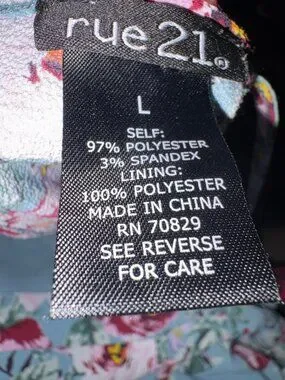 rue21®
L
SELF:
97% POLYESTER
3% SPANDEX
LINING:
100% POLYESTER
MADE IN CHINA
RN 70829
SEE REVERSE
FOR CARE